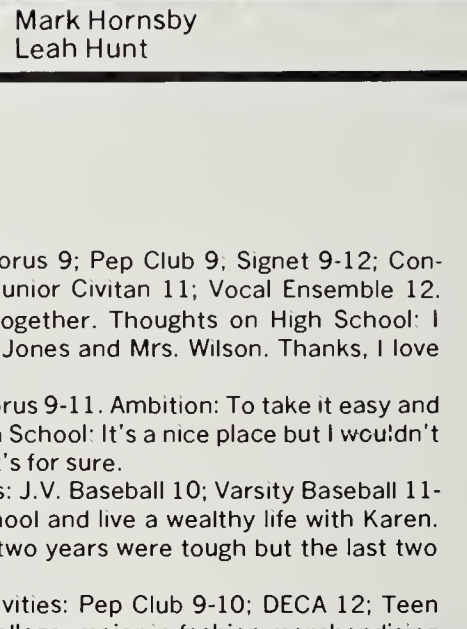 Mark Hornsby
Leah Hunt
orus 9; Pep Club 9; Signet 9-12; Con-
unior Civitan 11; Vocal Ensemble 12.
ogether. Thoughts on High School: I
Jones and Mrs. Wilson. Thanks, I love
rus 9-11. Ambition: To take it easy and
School: It's a nice place but I wouldn't
's for sure.
s: J.V. Baseball 10; Varsity Baseball 11-
hool and live a wealthy life with Karen.
two years were tough but the last two
vities: Pep Club 9-10; DECA 12; Teen